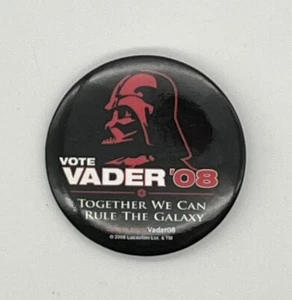 VOTE
VADER '08
TOGETHER WE CAN
RULE THE GALAXY
Vader08
© 2008 Lucasfilm Ltd. & TM